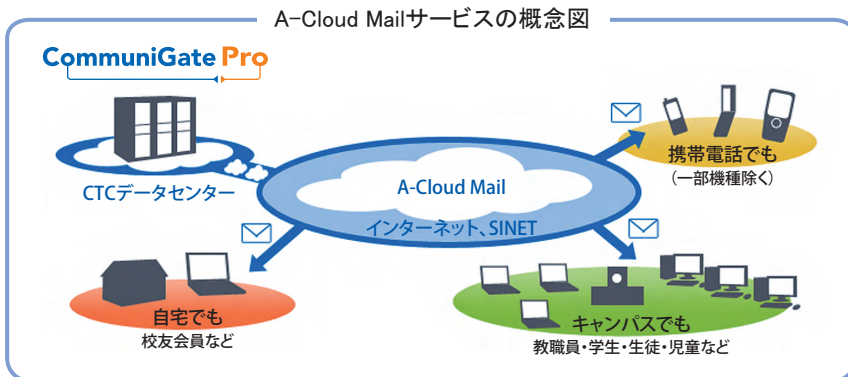 A-Cloud Mailサービスの概念図
CommuniGate Pro
携帯電話でも
(一部機種除く)
CTCデータセンター
A-Cloud Mail
インターネット、SINET
自宅でも
校友会員など
キャンパスでも
教職員・学生・生徒・児童など